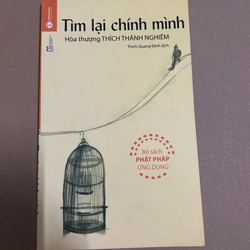 Tìm lại chính mình
Hòa thượng THÍCH THÁNH NGHIÊM
Thích Quang Định dịch
Bộ sách
PHẬT PHÁP
ỨNG DỤNG